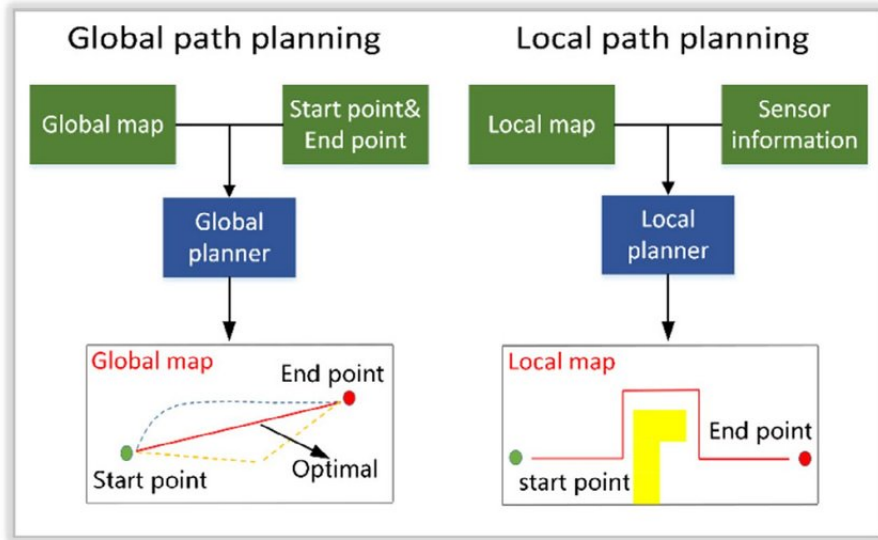 Global path planning
Global map
Start point&
End point
Global
planner
Global map
End point
Start point
Optimal
Local path planning
Local map
Sensor
information
Local
planner
Local map
End point
start point